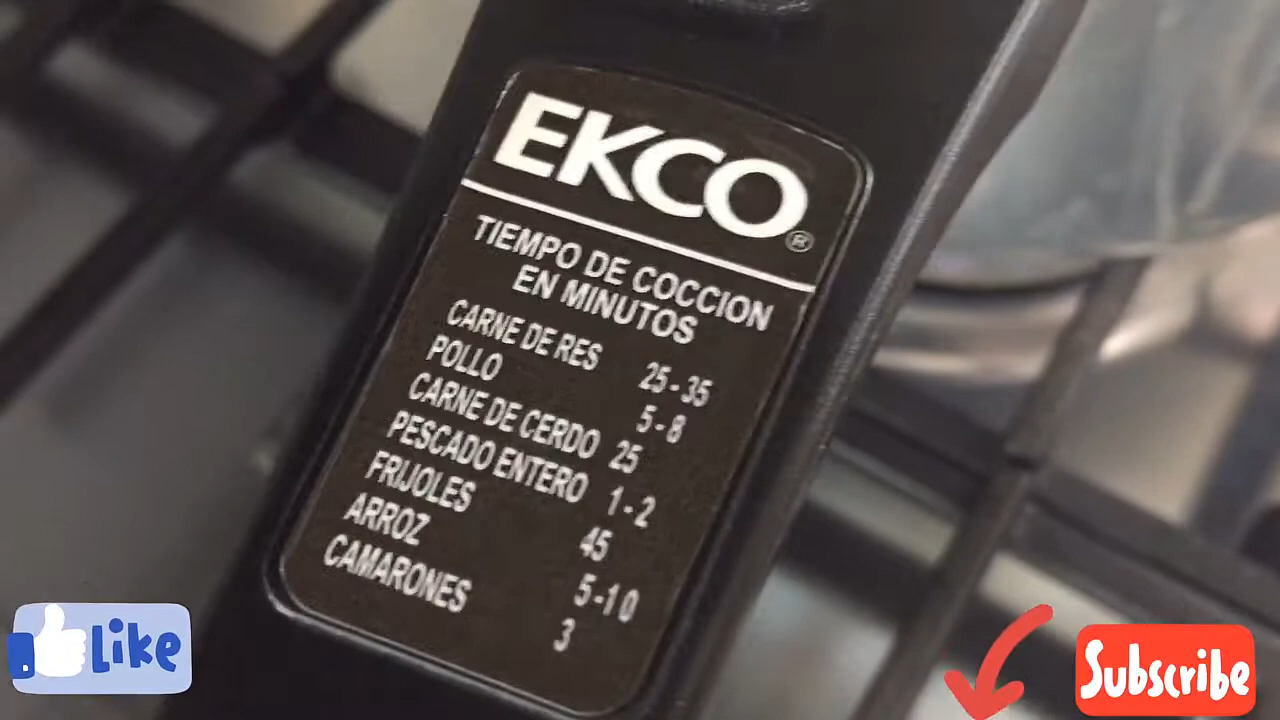 EKCO®
TIEMPO DE COCCION
EN MINUTOS
CARNE DE RES 25-35
POLLO 5-8
CARNE DE CERDO 25
PESCADO ENTERO 1-2
FRIJOLES 45
ARROZ 5-10
CAMARONES 3
Like
Subscribe